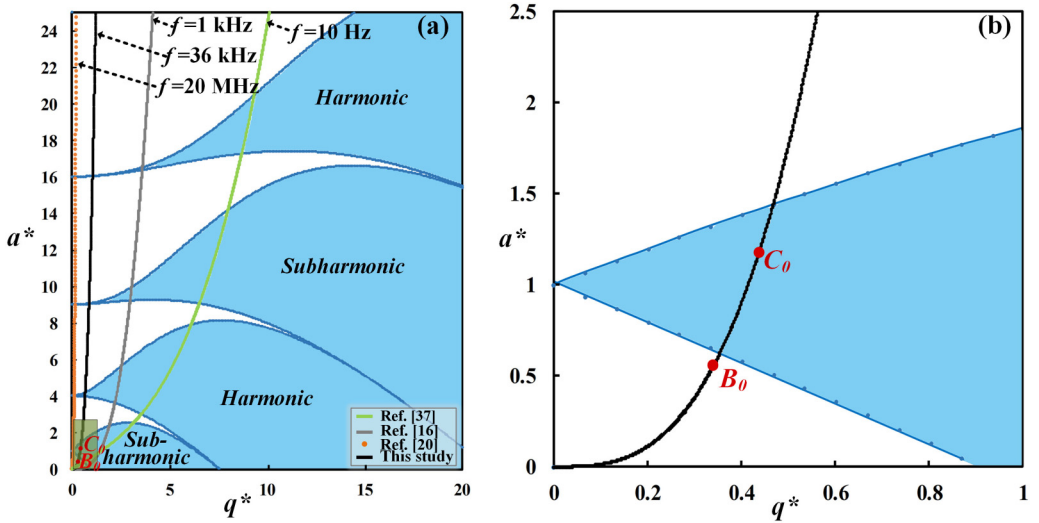 (a)
f=1 kHz
f=10 Hz
f=36 kHz
f=20 MHz
Harmonic
Subharmonic
Harmonic
Sub-
harmonic
C0
B0
Ref. [37]
Ref. [16]
Ref. [20]
This study
24
22
20
18
16
14
12
10
8
6
4
2
0
a*
0
5
10
15
20
q*
(b)
2.5
2
1.5
1
0.5
0
a*
C0
B0
0
0.2
0.4
0.6
0.8
1
q*